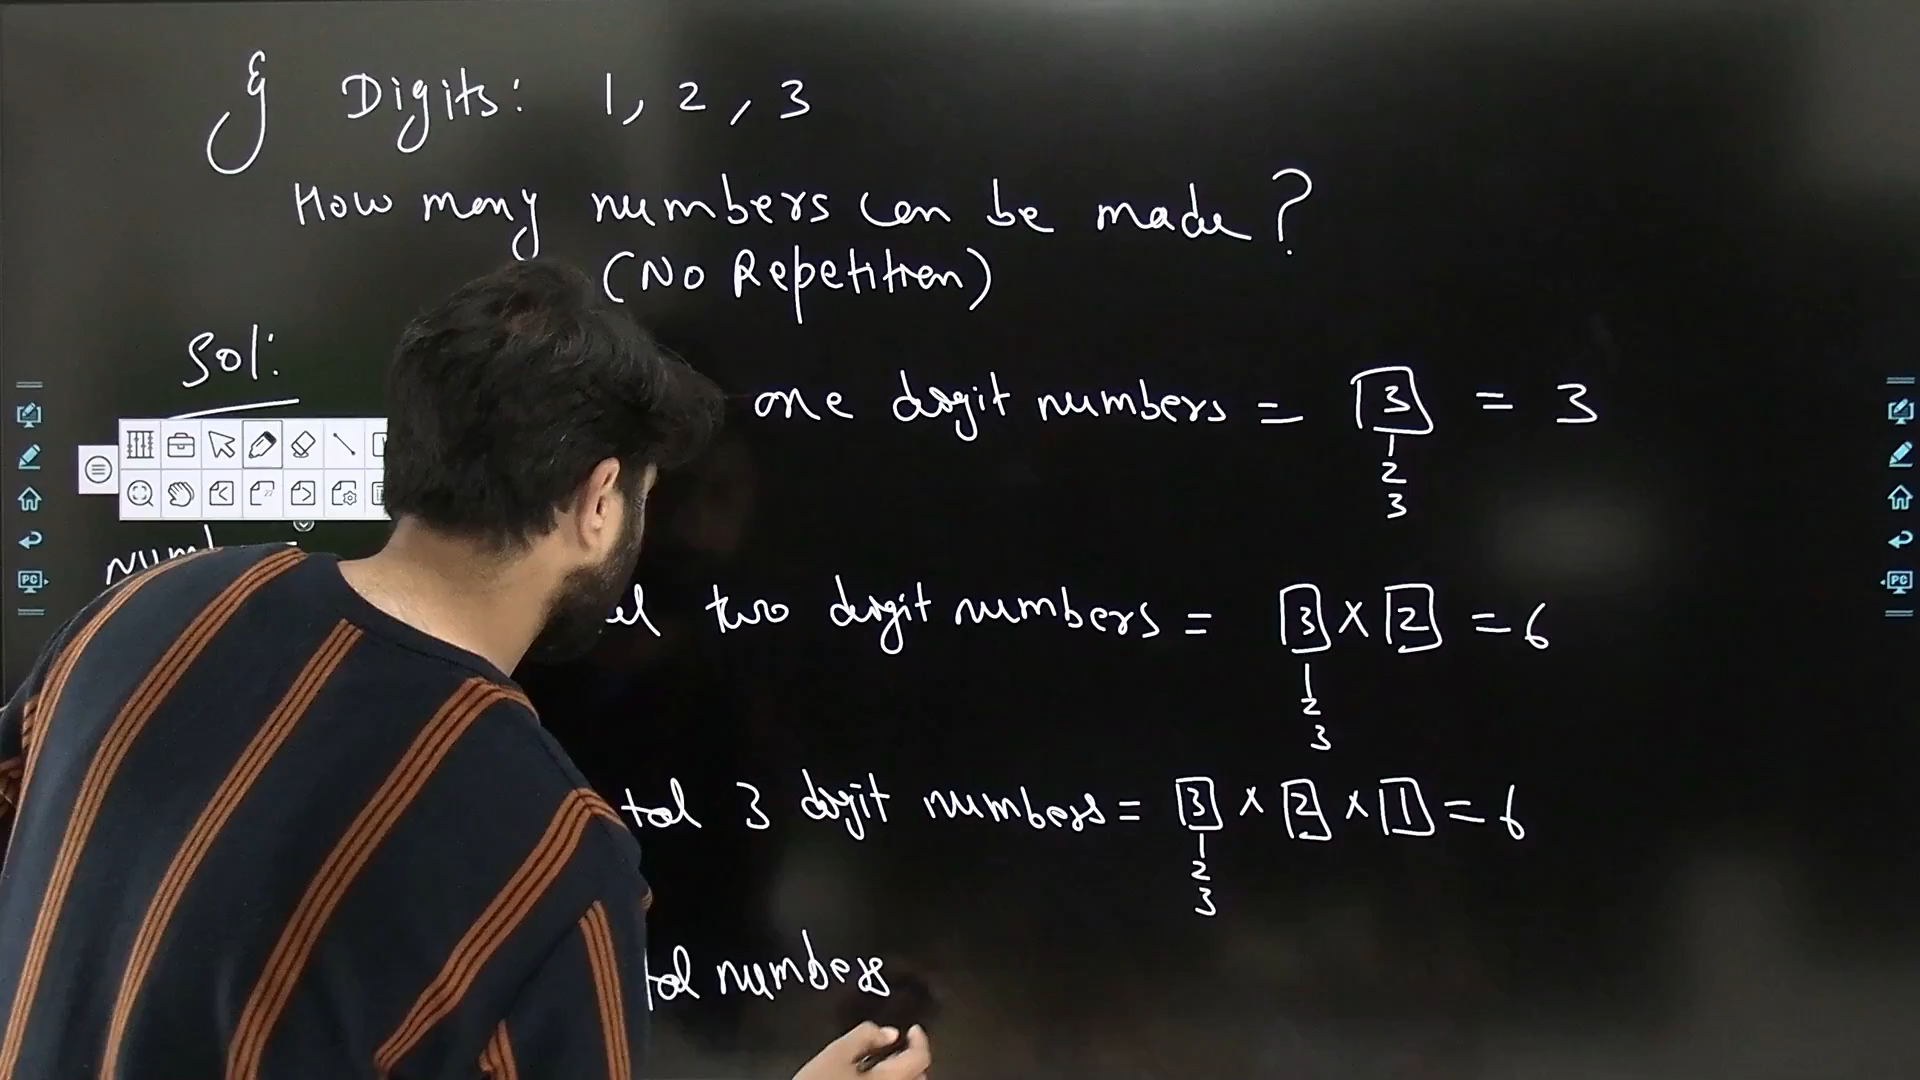 Digits: 1, 2, 3
How many numbers can be made?
(No Repetition)
Sol:
one digit numbers = 3 = 3
1
2
3
two digit numbers = 3 × 2 = 6
1
2
3
3 digit numbers = 3 × 2 × 1 = 6
1
2
3
numbers
PC
PC